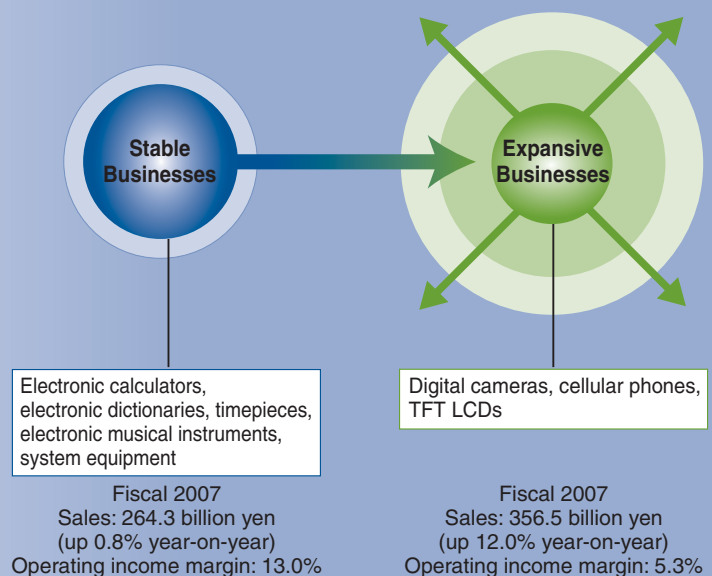 Stable
Businesses
Expansive
Businesses
Electronic calculators,
electronic dictionaries, timepieces,
electronic musical instruments,
system equipment
Digital cameras, cellular phones,
TFT LCDs
Fiscal 2007
Sales: 264.3 billion yen
(up 0.8% year-on-year)
Operating income margin: 13.0%
Fiscal 2007
Sales: 356.5 billion yen
(up 12.0% year-on-year)
Operating income margin: 5.3%